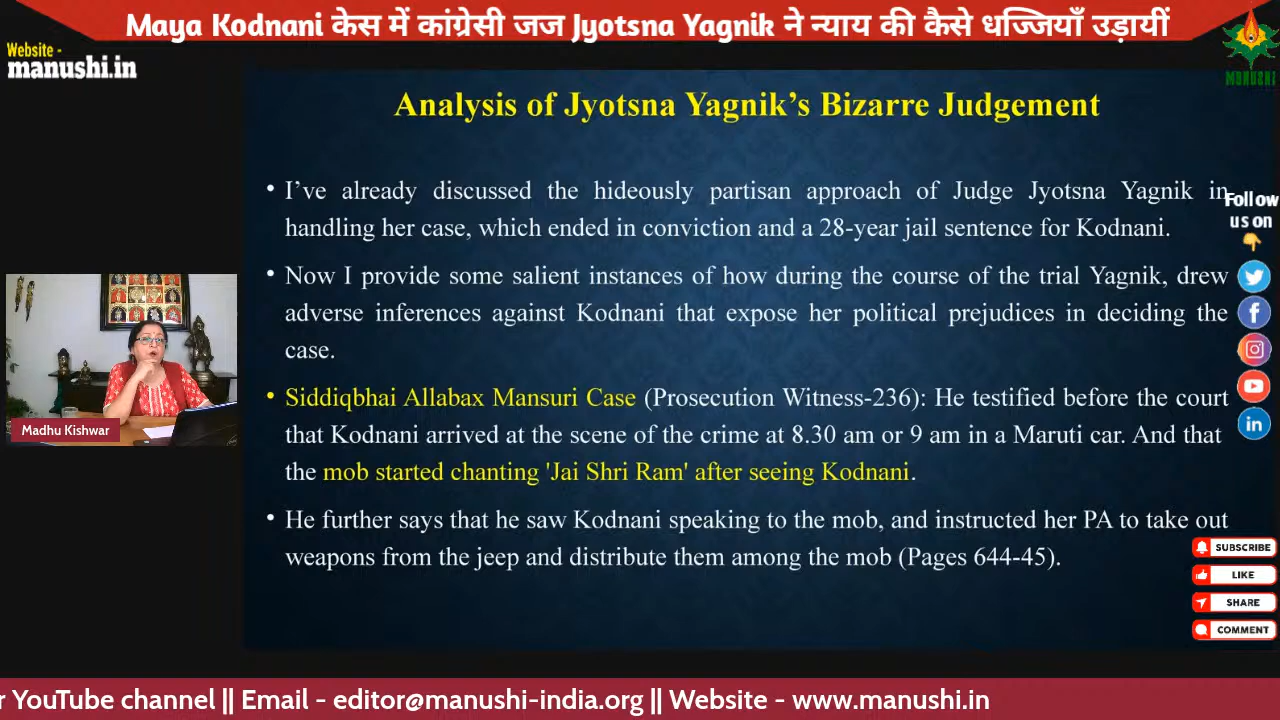 Maya Kodnani केस में कांग्रेसी जज Jyotsna Yagnik ने न्याय की कैसे धज्जियाँ उड़ायीं
Website -
manushi.in
MANUSHI
Analysis of Jyotsna Yagnik’s Bizarre Judgement
• I’ve already discussed the hideously partisan approach of Judge Jyotsna Yagnik in
handling her case, which ended in conviction and a 28-year jail sentence for Kodnani.
• Now I provide some salient instances of how during the course of the trial Yagnik, drew
adverse inferences against Kodnani that expose her political prejudices in deciding the
case.
• Siddiqbhai Allabax Mansuri Case (Prosecution Witness-236): He testified before the court
that Kodnani arrived at the scene of the crime at 8.30 am or 9 am in a Maruti car. And that
the mob started chanting 'Jai Shri Ram' after seeing Kodnani.
• He further says that he saw Kodnani speaking to the mob, and instructed her PA to take out
weapons from the jeep and distribute them among the mob (Pages 644-45).
Madhu Kishwar
Follow
us on
SUBSCRIBE
LIKE
SHARE
COMMENT
r YouTube channel || Email - editor@manushi-india.org || Website - www.manushi.in